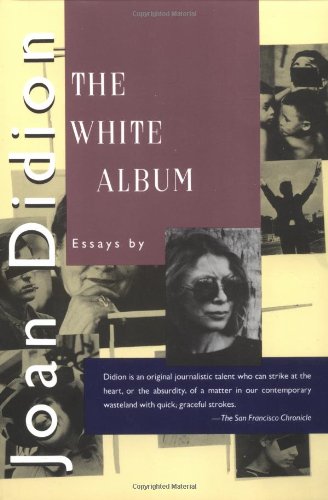 Copyrighted Material
Joan Didion
THE
WHITE
ALBUM
Essays by
Didion is an original journalistic talent who can strike at the
heart, or the absurdity, of a matter in our contemporary
wasteland with quick, graceful strokes.
—The San Francisco Chronicle
Copyrighted Material